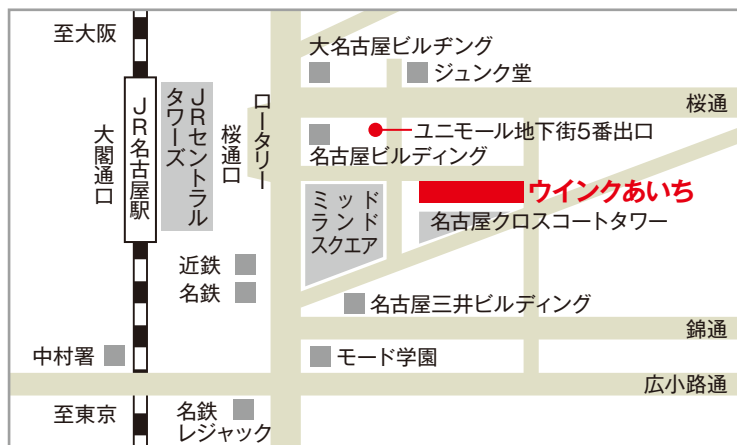 至大阪
大名古屋ビルヂング
ジュンク堂
桜通
JR名古屋駅
JRセントラル
タワーズ
大閣通口
桜通口
ロータリー
ユニモール地下街5番出口
名古屋ビルディング
ミッド
ランド
スクエア
ウインクあいち
名古屋クロスコートタワー
近鉄
名鉄
名古屋三井ビルディング
錦通
中村署
モード学園
広小路通
至東京
名鉄
レジャック